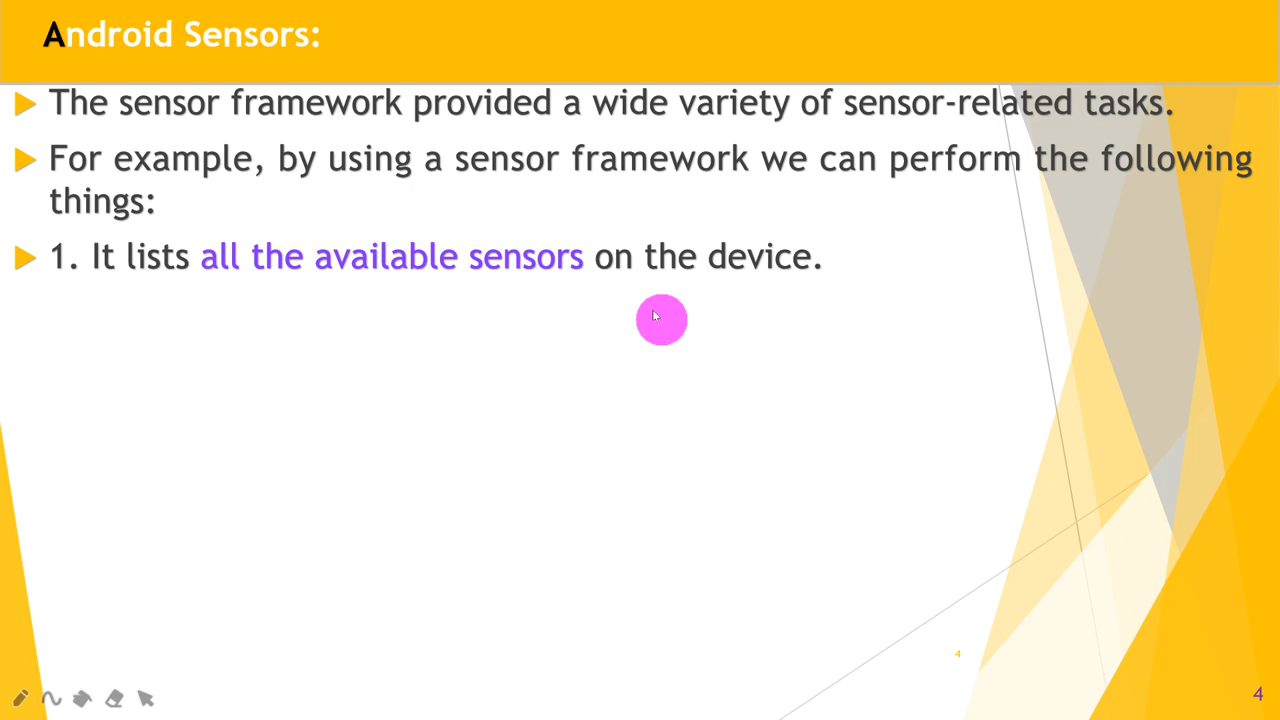 Android Sensors:
The sensor framework provided a wide variety of sensor-related tasks.
For example, by using a sensor framework we can perform the following
things:
1. It lists all the available sensors on the device.
4
4